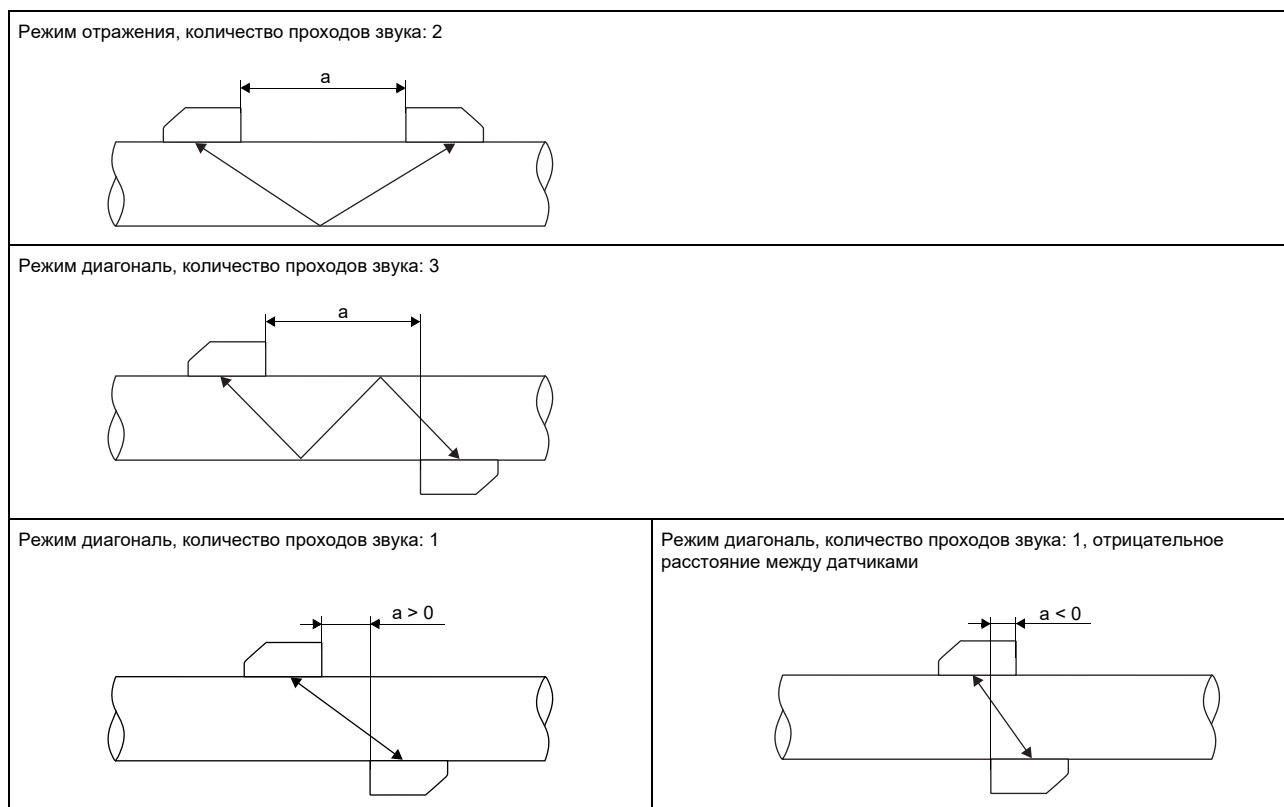 Режим отражения, количество проходов звука: 2
a
Режим диагональ, количество проходов звука: 3
a
Режим диагональ, количество проходов звука: 1
a > 0
Режим диагональ, количество проходов звука: 1, отрицательное
расстояние между датчиками
a < 0